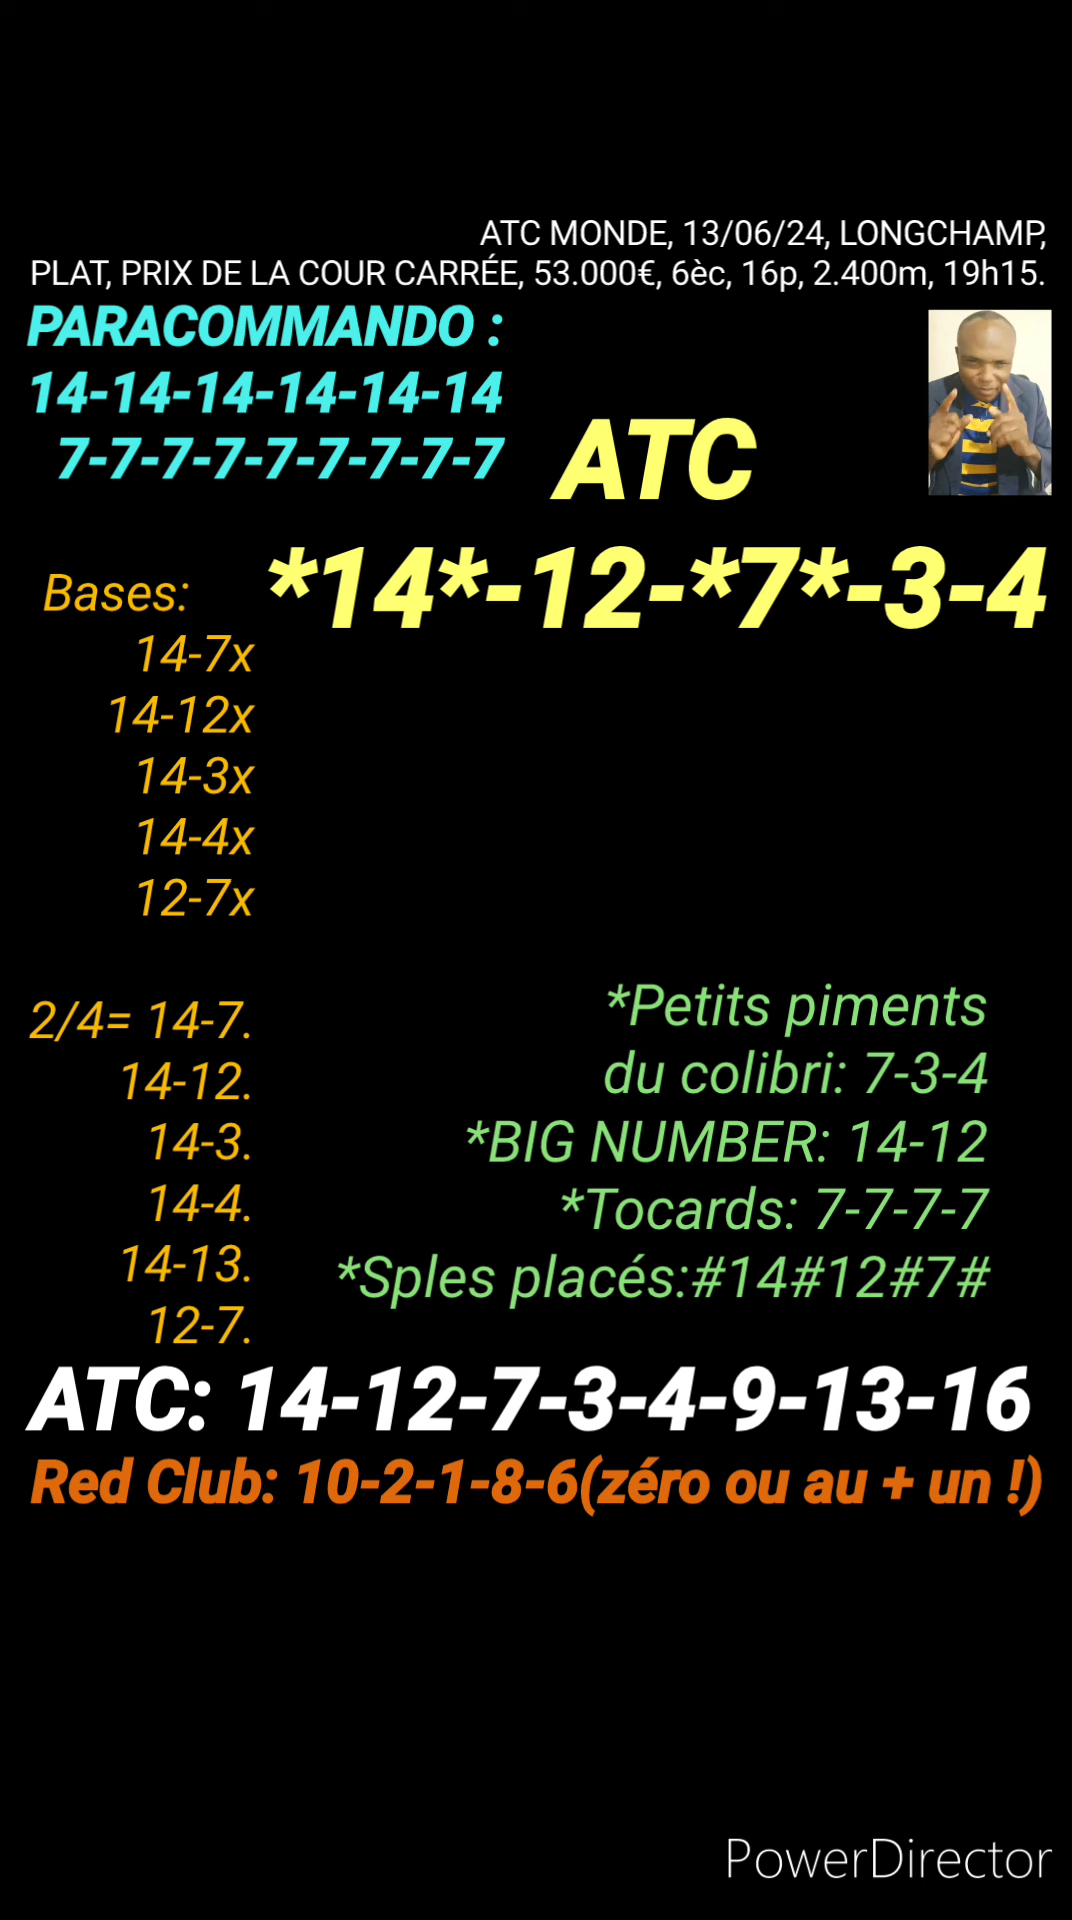 ATC MONDE, 13/06/24, LONGCHAMP,
PLAT, PRIX DE LA COUR CARRÉE, 53.000€, 6èc, 16p, 2.400m, 19h15.
PARACOMMANDO :
14-14-14-14-14-14
7-7-7-7-7-7-7-7-7
ATC
*14*-12-*7*-3-4
Bases:
14-7x
14-12x
14-3x
14-4x
12-7x
2/4= 14-7.
14-12.
14-3.
14-4.
14-13.
12-7.
*Petits piments
du colibri: 7-3-4
*BIG NUMBER: 14-12
*Tocards: 7-7-7-7
*Sples placés:#14#12#7#
ATC: 14-12-7-3-4-9-13-16
Red Club: 10-2-1-8-6(zéro ou au + un !)
PowerDirector